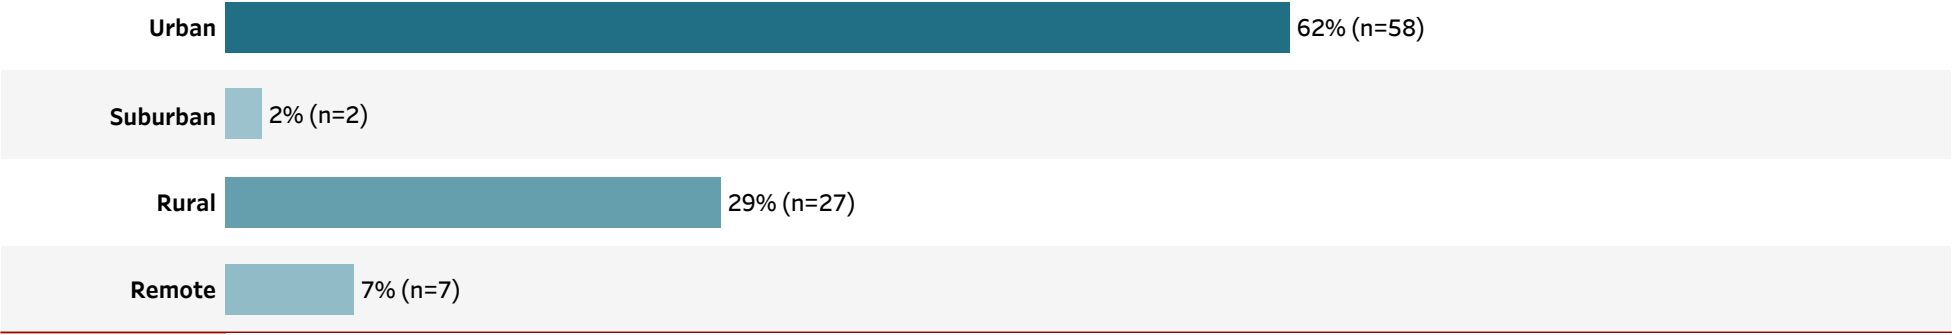 Urban 62% (n=58)
Suburban 2% (n=2)
Rural 29% (n=27)
Remote 7% (n=7)